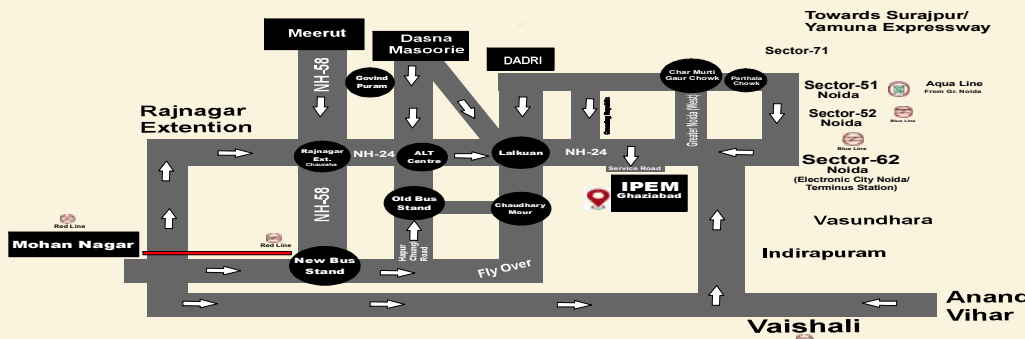 Towards Surajpur/
Yamuna Expressway
Meerut
Dasna
Masoorie
DADRI
Sector-71
NH-58
Govind
Puram
Char Murti
Gaur Chowk
Parthala
Chowk
Sector-51
Noida
Aqua Line
From Gr. Noida
Rajnagar
Extention
Greater Noida (West)
Sector-52
Noida
Blue Line
Rajnagar
Ext.
Chauraha
NH-24
ALT
Centre
Lalkuan
NH-24
Blue Line
Sector-62
Noida
(Electronic City Noida/
Terminus Station)
Service Road
IPEM
Ghaziabad
NH-58
Old Bus
Stand
Chaudhary
Mour
Vasundhara
Red Line
Mohan Nagar
Red Line
Hapur
Chungi
Road
Indirapuram
New Bus
Stand
Fly Over
Anand
Vihar
Vaishali